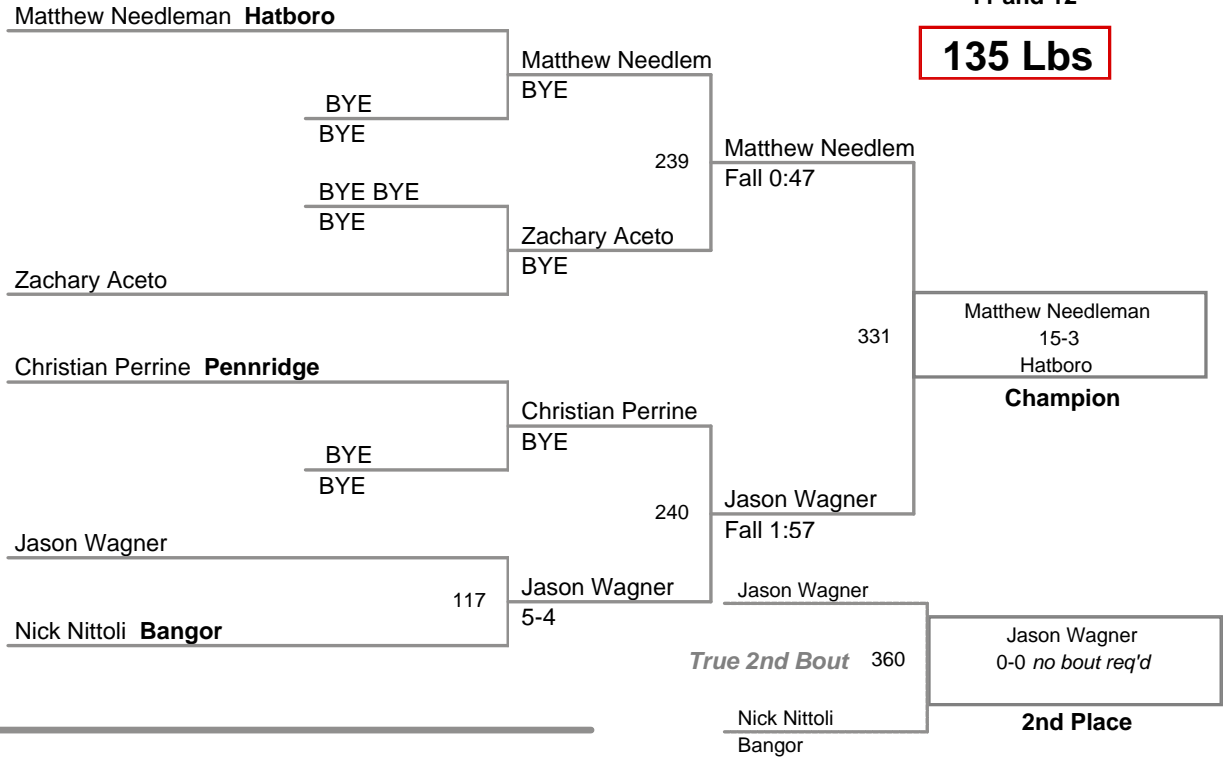 11 and 12
135 Lbs
Matthew Needleman Hatboro
Matthew Needlem
BYE
BYE
BYE
239
Matthew Needlem
Fall 0:47
BYE BYE
BYE
Zachary Aceto
BYE
Zachary Aceto
331
Matthew Needleman
15-3
Hatboro
Champion
Christian Perrine Pennridge
Christian Perrine
BYE
BYE
BYE
240
Jason Wagner
Fall 1:57
Jason Wagner
117
Jason Wagner
5-4
Nick Nittoli Bangor
Jason Wagner
True 2nd Bout 360
Jason Wagner
0-0 no bout req'd
2nd Place
Nick Nittoli
Bangor